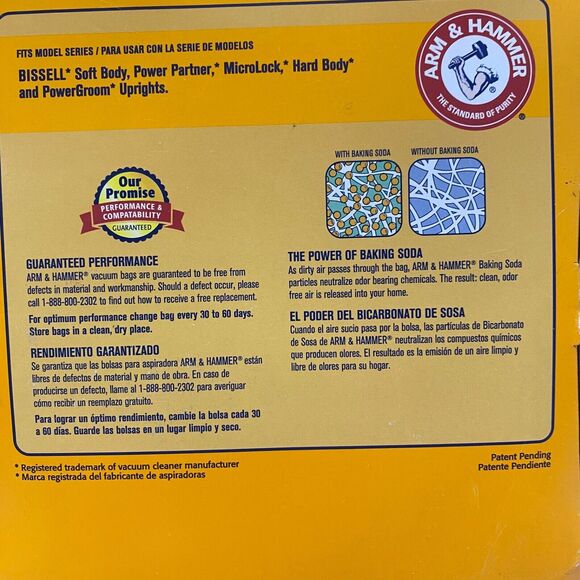 FITS MODEL SERIES / PARA USAR CON LA SERIE DE MODELOS
BISSELL* Soft Body, Power Partner,* MicroLock,* Hard Body*
and PowerGroom* Uprights.
ARM & HAMMER
THE STANDARD OF PURITY
®
®
WITH BAKING SODA
WITHOUT BAKING SODA
Our
Promise
PERFORMANCE &
COMPATABILITY
GUARANTEED
GUARANTEED PERFORMANCE
ARM & HAMMER® vacuum bags are guaranteed to be free from
defects in material and workmanship. Should a defect occur, please
call 1-888-800-2302 to find out how to receive a free replacement.
For optimum performance change bag every 30 to 60 days.
Store bags in a clean, dry place.
RENDIMIENTO GARANTIZADO
Se garantiza que las bolsas para aspiradora ARM & HAMMER® están
libres de defectos de material y mano de obra. En caso de
producirse un defecto, llame al 1-888-800-2302 para averiguar
cómo recibir un reemplazo gratuito.
Para lograr un óptimo rendimiento, cambie la bolsa cada 30
a 60 días. Guarde las bolsas en un lugar limpio y seco.
THE POWER OF BAKING SODA
As dirty air passes through the bag, ARM & HAMMER® Baking Soda
particles neutralize odor bearing chemicals. The result: clean, odor
free air is released into your home.
EL PODER DEL BICARBONATO DE SOSA
Cuando el aire sucio pasa por la bolsa, las partículas de Bicarbonato
de Sosa de ARM & HAMMER® neutralizan los compuestos químicos
que producen olores. El resultado es la emisión de un aire limpio y
libre de olores para su hogar.
* Registered trademark of vacuum cleaner manufacturer
* Marca registrada del fabricante de aspiradoras
Patent Pending
Patente Pendiente